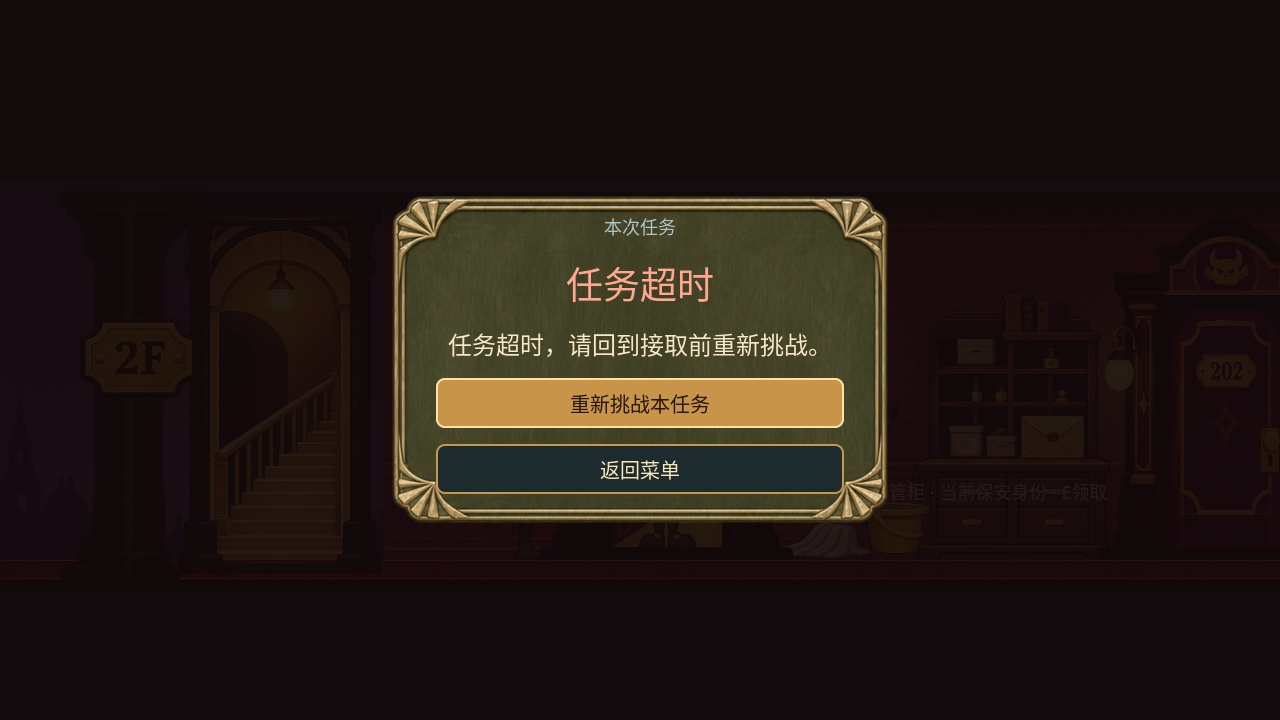 本次任务
任务超时
任务超时，请回到接取前重新挑战。
重新挑战本任务
返回菜单
2F
202
管柜 · 当前保安身份 · E领取